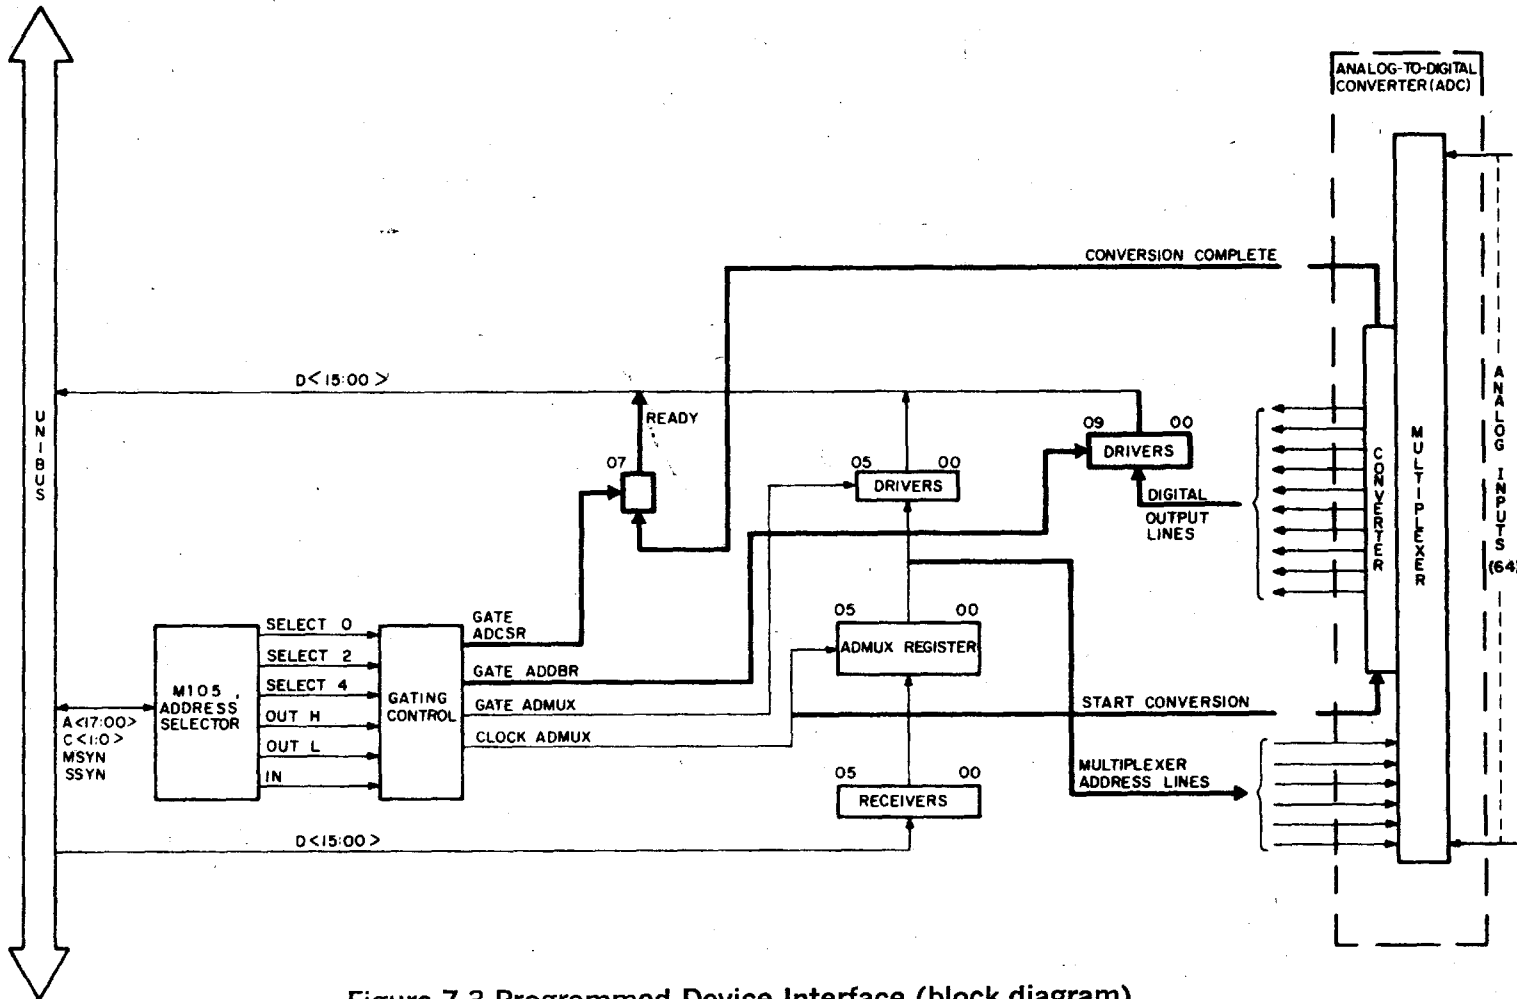 ANALOG-TO-DIGITAL
CONVERTER (ADC)
CONVERSION COMPLETE
D<15:00>
UNIBUS
READY
07
05 00
DRIVERS
09 00
DRIVERS
DIGITAL
OUTPUT
LINES
CONVERTER
MULTIPLEXER
ANALOG INPUTS
(64)
M105
ADDRESS
SELECTOR
SELECT 0
SELECT 2
SELECT 4
OUT H
OUT L
IN
GATING
CONTROL
GATE
ADCSR
GATE ADDBR
GATE ADMUX
CLOCK ADMUX
05 00
ADMUX REGISTER
START CONVERSION
MULTIPLEXER
ADDRESS LINES
A<17:00>
C<1:0>
MSYN
SSYN
05 00
RECEIVERS
D<15:00>
Figure 7-3 Programmed Device Interface (block diagram)